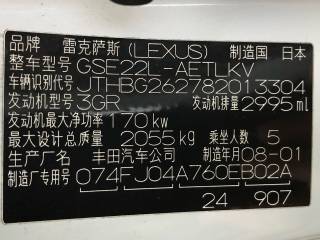 品牌 雷克萨斯(LEXUS) 制造国 日本
整车型号 GSE22L-AETLKV
车辆识别代号 JTHBG262782013304
发动机型号 3GR 发动机排量 2995 ml
发动机最大净功率 170 kw
最大设计总质量 2055 kg 乘坐人数 5
生产厂名 丰田汽车公司 制造年月 08-01
制造厂专用号 074FJ04A760EB02A
24 907